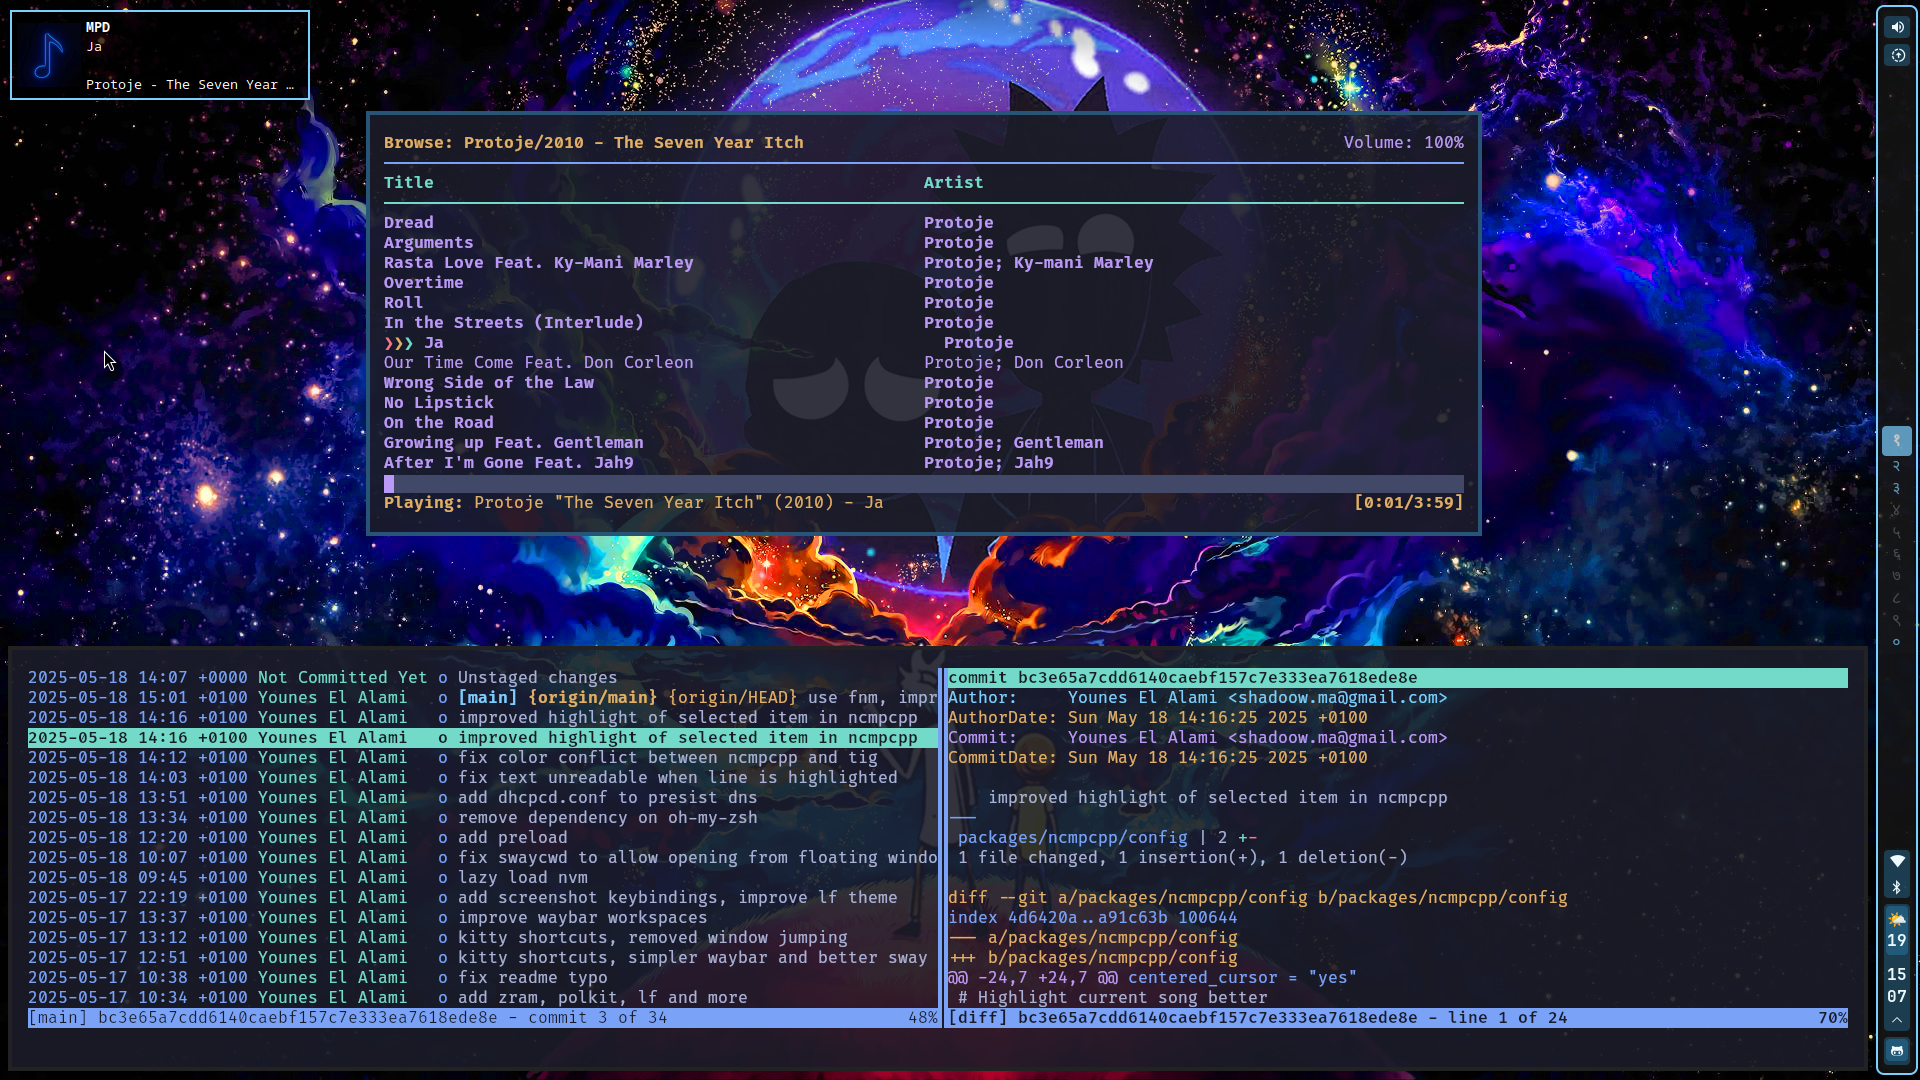 MPD
Ja
Protoje - The Seven Year …
Browse: Protoje/2010 - The Seven Year Itch Volume: 100%
Title Artist
Dread Protoje
Arguments Protoje
Rasta Love Feat. Ky-Mani Marley Protoje; Ky-mani Marley
Overtime Protoje
Roll Protoje
In the Streets (Interlude) Protoje
❯❯❯ Ja Protoje
Our Time Come Feat. Don Corleon Protoje; Don Corleon
Wrong Side of the Law Protoje
No Lipstick Protoje
On the Road Protoje
Growing up Feat. Gentleman Protoje; Gentleman
After I'm Gone Feat. Jah9 Protoje; Jah9
Playing: Protoje "The Seven Year Itch" (2010) - Ja [0:01/3:59]
2025-05-18 14:07 +0000 Not Committed Yet o Unstaged changes
2025-05-18 15:01 +0100 Younes El Alami o [main] {origin/main} {origin/HEAD} use fnm, impr
2025-05-18 14:16 +0100 Younes El Alami o improved highlight of selected item in ncmpcpp
2025-05-18 14:16 +0100 Younes El Alami o improved highlight of selected item in ncmpcpp
2025-05-18 14:12 +0100 Younes El Alami o fix color conflict between ncmpcpp and tig
2025-05-18 14:03 +0100 Younes El Alami o fix text unreadable when line is highlighted
2025-05-18 13:51 +0100 Younes El Alami o add dhcpcd.conf to presist dns
2025-05-18 13:34 +0100 Younes El Alami o remove dependency on oh-my-zsh
2025-05-18 12:20 +0100 Younes El Alami o add preload
2025-05-18 10:07 +0100 Younes El Alami o fix swaycwd to allow opening from floating windo
2025-05-18 09:45 +0100 Younes El Alami o lazy load nvm
2025-05-17 22:19 +0100 Younes El Alami o add screenshot keybindings, improve lf theme
2025-05-17 13:37 +0100 Younes El Alami o improve waybar workspaces
2025-05-17 13:12 +0100 Younes El Alami o kitty shortcuts, removed window jumping
2025-05-17 12:51 +0100 Younes El Alami o kitty shortcuts, simpler waybar and better sway
2025-05-17 10:38 +0100 Younes El Alami o fix readme typo
2025-05-17 10:34 +0100 Younes El Alami o add zram, polkit, lf and more
[main] bc3e65a7cdd6140caebf157c7e333ea7618ede8e - commit 3 of 34 48%
commit bc3e65a7cdd6140caebf157c7e333ea7618ede8e
Author: Younes El Alami <shadoow.ma@gmail.com>
AuthorDate: Sun May 18 14:16:25 2025 +0100
Commit: Younes El Alami <shadoow.ma@gmail.com>
CommitDate: Sun May 18 14:16:25 2025 +0100
improved highlight of selected item in ncmpcpp
---
packages/ncmpcpp/config | 2 +-
1 file changed, 1 insertion(+), 1 deletion(-)
diff --git a/packages/ncmpcpp/config b/packages/ncmpcpp/config
index 4d6420a..a91c63b 100644
--- a/packages/ncmpcpp/config
+++ b/packages/ncmpcpp/config
@@ -24,7 +24,7 @@ centered_cursor = "yes"
# Highlight current song better
[diff] bc3e65a7cdd6140caebf157c7e333ea7618ede8e - line 1 of 24 70%
१
२
३
४
५
६
७
८
९
०
19
15
07